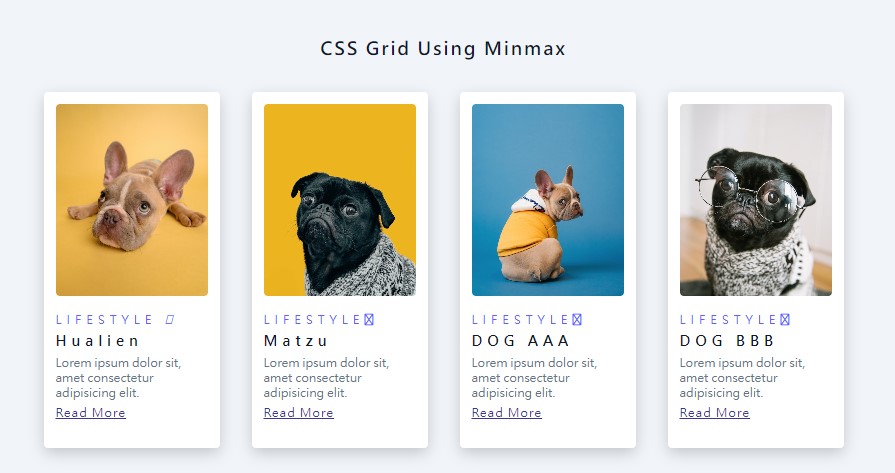 CSS Grid Using Minmax
LIFESTYLE
Hualien
Lorem ipsum dolor sit,
amet consectetur
adipisicing elit.
Read More
LIFESTYLE
Matzu
Lorem ipsum dolor sit,
amet consectetur
adipisicing elit.
Read More
LIFESTYLE
DOG AAA
Lorem ipsum dolor sit,
amet consectetur
adipisicing elit.
Read More
LIFESTYLE
DOG BBB
Lorem ipsum dolor sit,
amet consectetur
adipisicing elit.
Read More